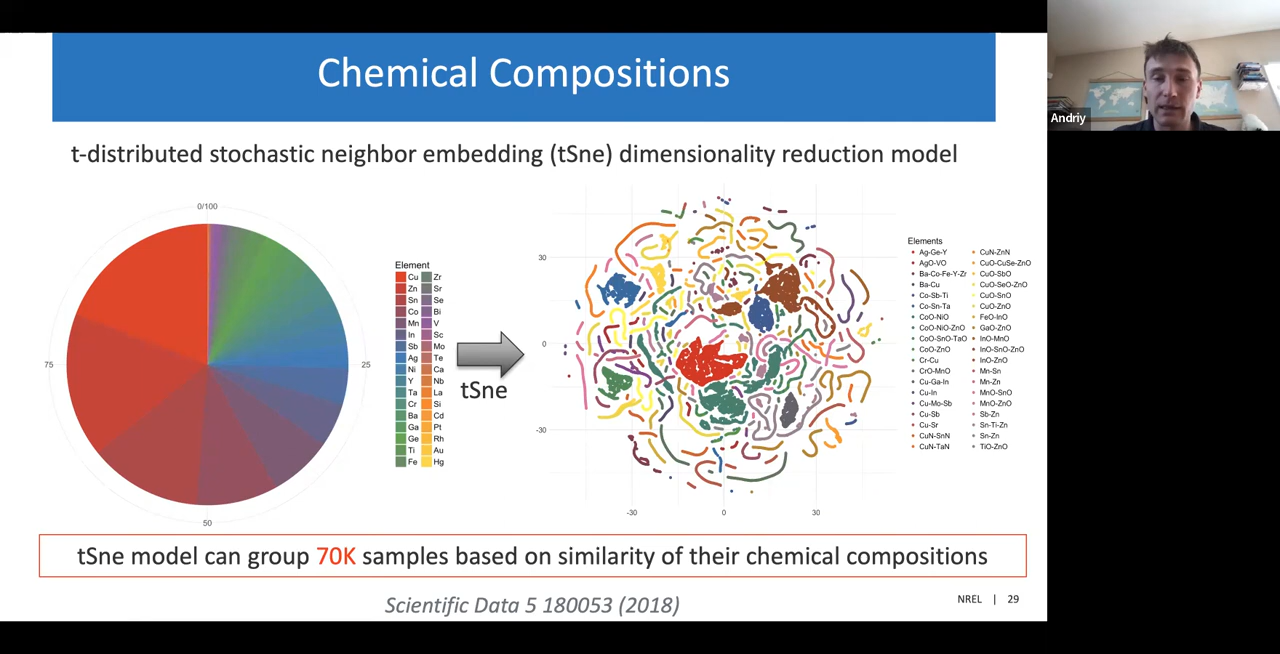 Chemical Compositions
Andriy
t-distributed stochastic neighbor embedding (tSne) dimensionality reduction model
0/100
25
50
75
Element
Cu Zr
Zn Sr
Sn Se
Co Bi
Mn V
In Sc
Sb Mo
Ag Te
Ni Ca
Y Nb
Ta La
Cr Si
Ba Cd
Ga Pt
Ge Rh
Ti Au
Fe Hg
tSne
30
0
-30
-30 0 30
Elements
Ag-Ge-Y CuN-ZnN
AgO-VO CuO-CuSe-ZnO
Ba-Co-Fe-Y-Zr CuO-SbO
Ba-Cu CuO-SeO-ZnO
Co-Sb-Ti CuO-SnO
Co-Sn-Ta CuO-ZnO
CoO-NiO FeO-InO
CoO-NiO-ZnO GaO-ZnO
CoO-SnO-TaO InO-MnO
CoO-ZnO InO-SnO-ZnO
Cr-Cu InO-ZnO
CrO-MnO Mn-Sn
Cu-Ga-In Mn-Zn
Cu-In MnO-SnO
Cu-Mo-Sb MnO-ZnO
Cu-Sb Sb-Zn
Cu-Sr Sn-Ti-Zn
CuN-SnN Sn-Zn
CuN-TaN TiO-ZnO
tSne model can group 70K samples based on similarity of their chemical compositions
Scientific Data 5 180053 (2018)
NREL | 29